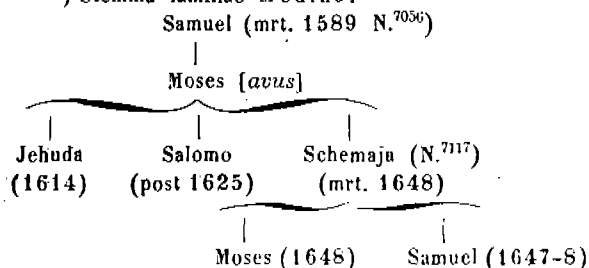 Samuel (mrt. 1589 N.7056)
Moses [avus]
Jehuda Salomo Schemaja (N.7117)
(1614) (post 1625) (mrt. 1648)
Moses (1648) Samuel (1647-8)